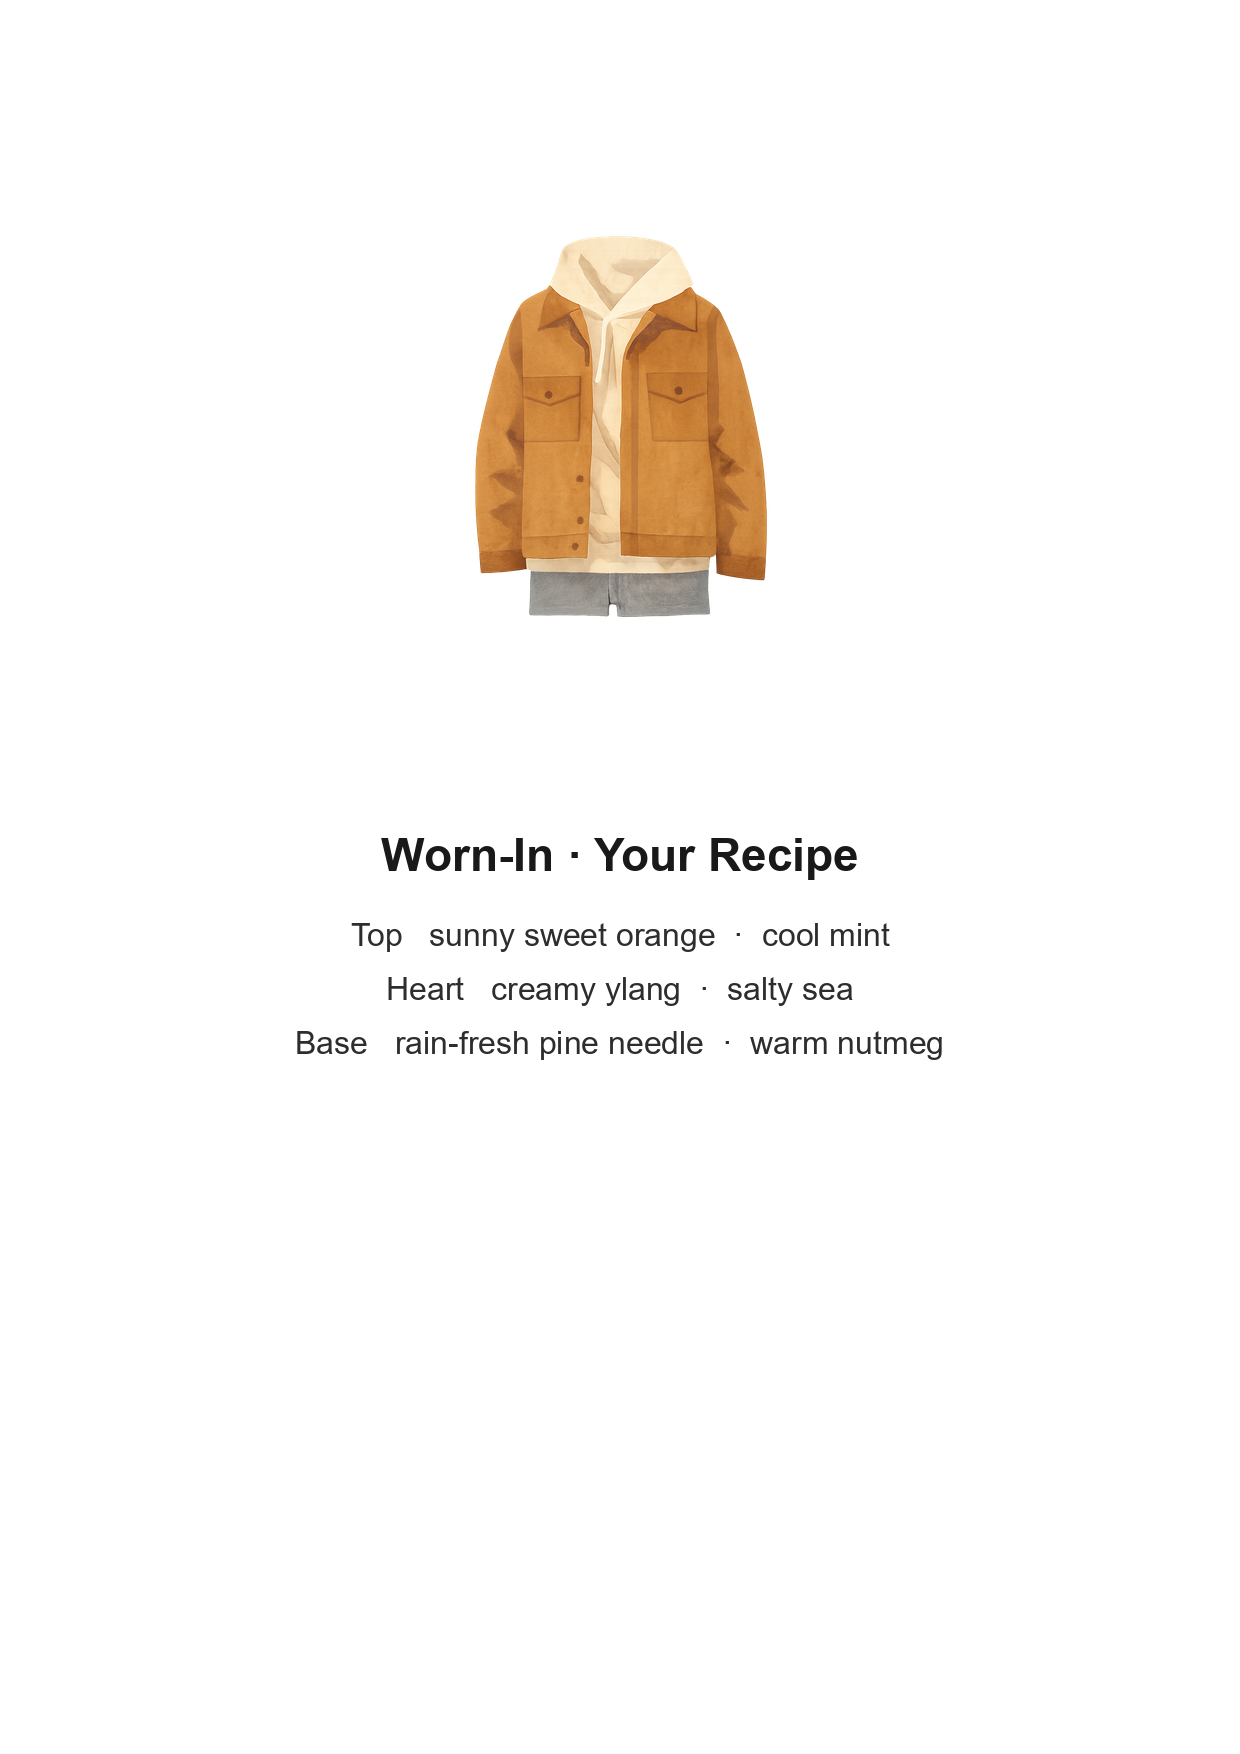 Worn-In · Your Recipe
Top sunny sweet orange · cool mint
Heart creamy ylang · salty sea
Base rain-fresh pine needle · warm nutmeg